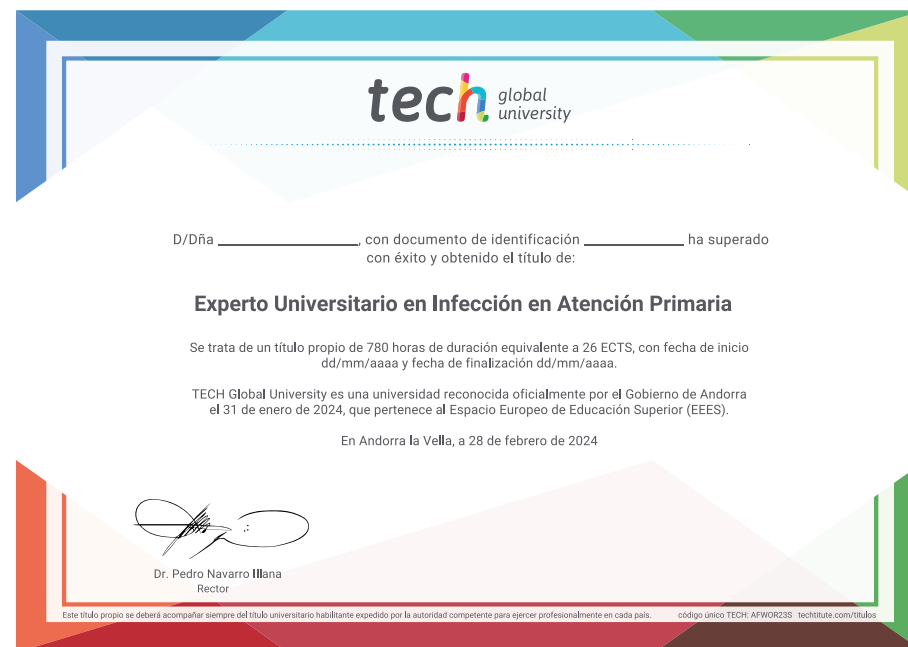 tech global university
D/Dña ______________, con documento de identificación __________ ha superado
con éxito y obtenido el título de:
Experto Universitario en Infección en Atención Primaria
Se trata de un título propio de 780 horas de duración equivalente a 26 ECTS, con fecha de inicio
dd/mm/aaaa y fecha de finalización dd/mm/aaaa.
TECH Global University es una universidad reconocida oficialmente por el Gobierno de Andorra
el 31 de enero de 2024, que pertenece al Espacio Europeo de Educación Superior (EEES).
En Andorra la Vella, a 28 de febrero de 2024
Dr. Pedro Navarro Illana
Rector
Este título propio se deberá acompañar siempre del título universitario habilitante expedido por la autoridad competente para ejercer profesionalmente en cada país. código único TECH: AFWOR23S techtitute.com/titulos